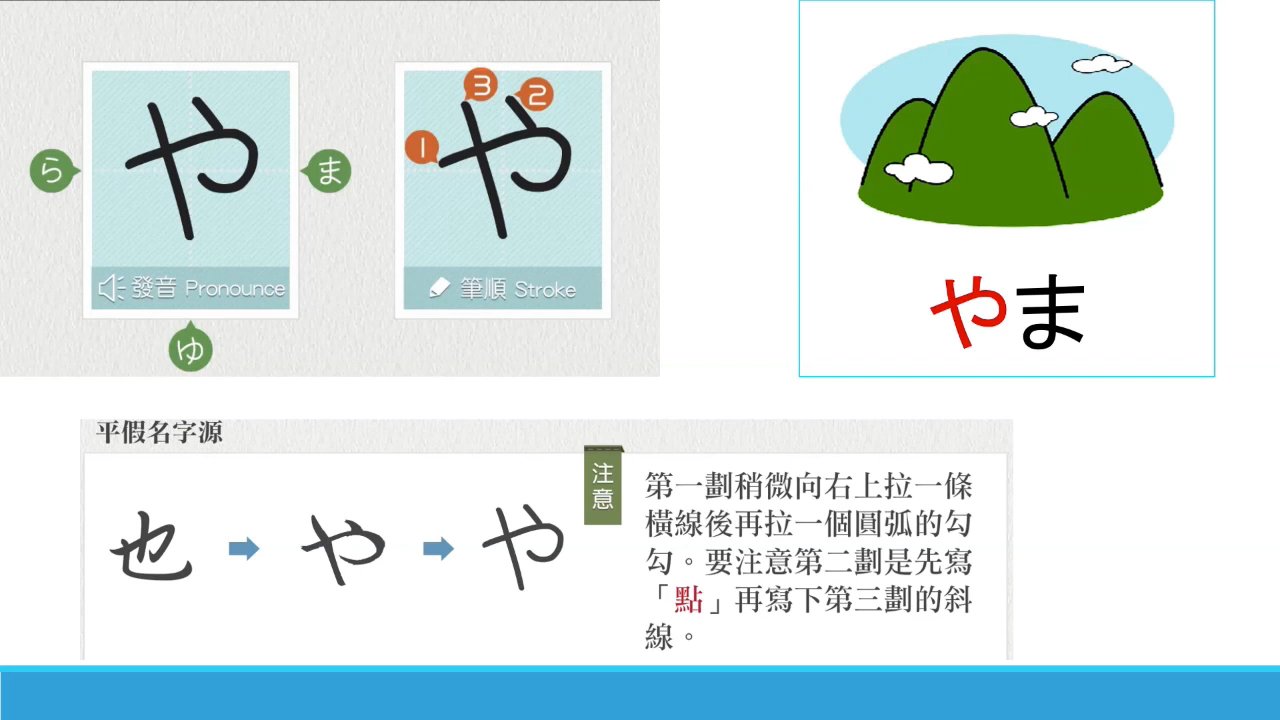 や
発音 Pronounce
ら
ま
ゆ
や
1
2
3
筆順 Stroke
やま
平假名字源
也 や や
注意
第一劃稍微向右上拉一條
橫線後再拉一個圓弧的勾
勾。要注意第二劃是先寫
「點」再寫下第三劃的斜
線。